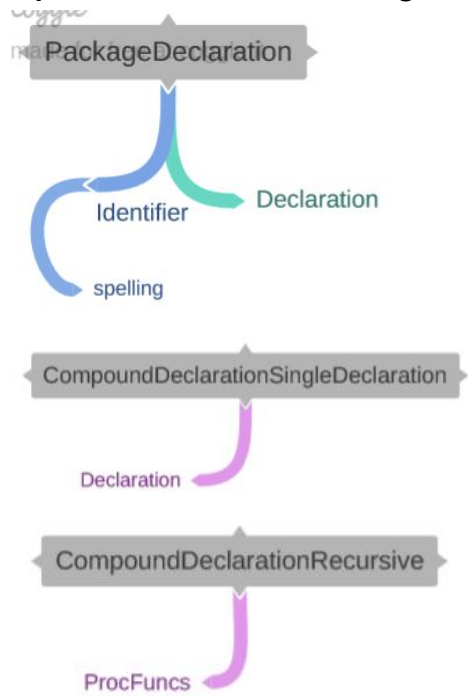 PackageDeclaration
Declaration
Identifier
spelling
CompoundDeclarationSingleDeclaration
Declaration
CompoundDeclarationRecursive
ProcFuncs